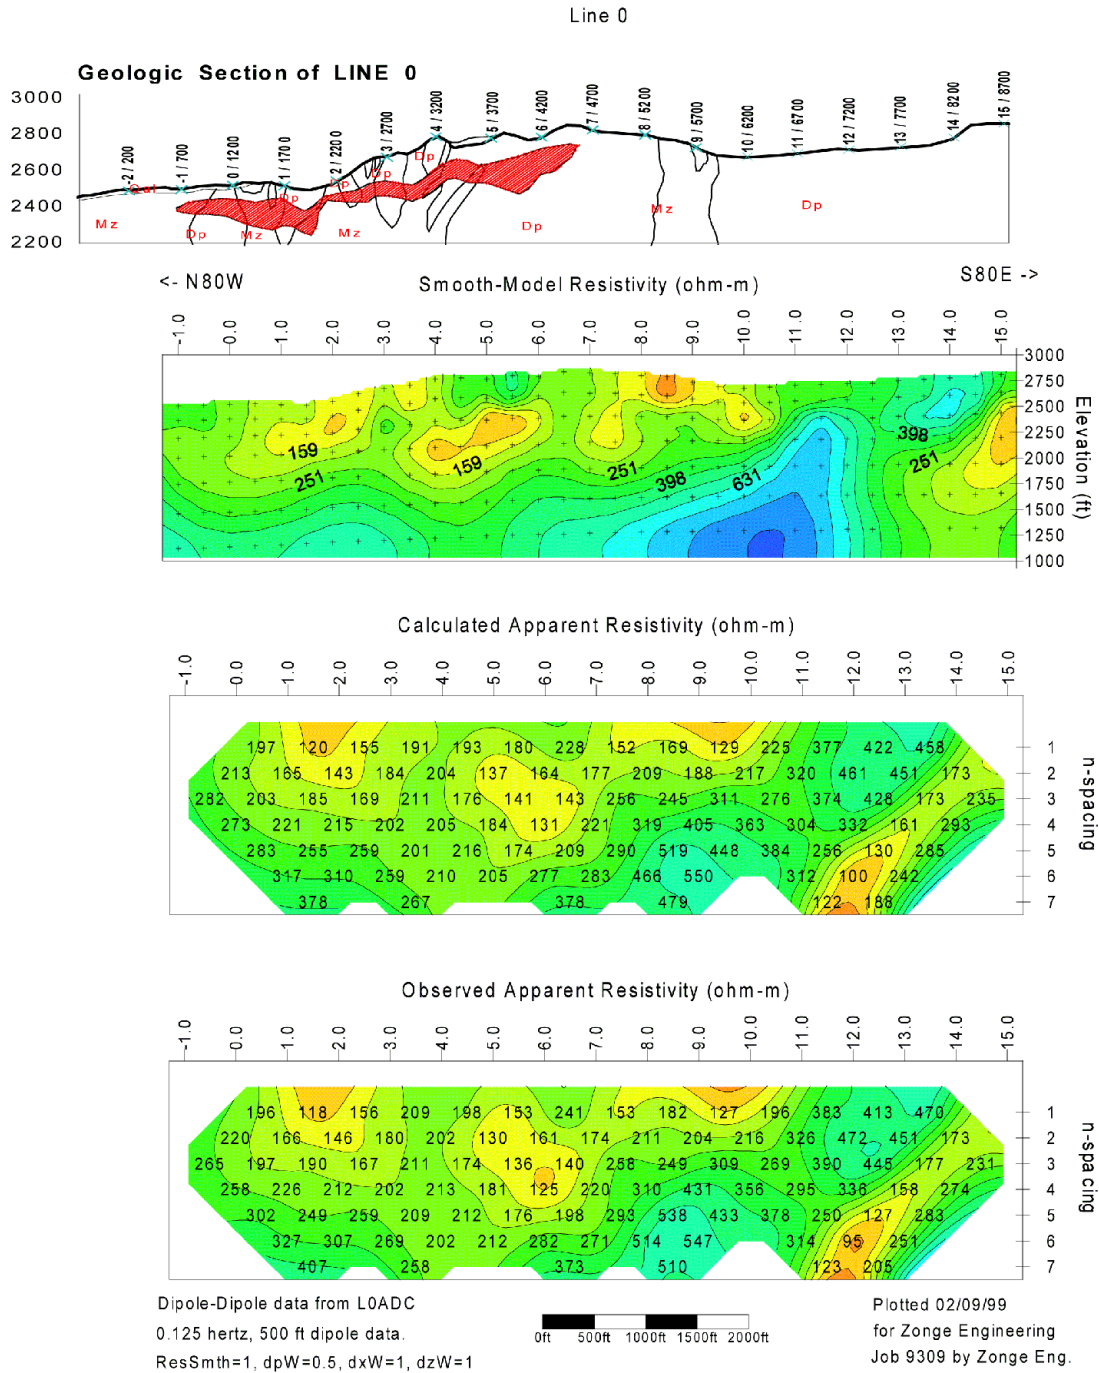 Line 0
Geologic Section of LINE 0
3000
2800
2600
2400
2200
-2 / 200
-1 / 700
0 / 1200
1 / 1700
2 / 2200
3 / 2700
4 / 3200
5 / 3700
6 / 4200
7 / 4700
8 / 5200
9 / 5700
10 / 6200
11 / 6700
12 / 7200
13 / 7700
14 / 8200
15 / 8700
Qal
Dp
Dp
Dp
Dp
Mz
Dp
Mz
Mz
Dp
Mz
Dp
<- N80W
Smooth-Model Resistivity (ohm-m)
S80E ->
-1.0 0.0 1.0 2.0 3.0 4.0 5.0 6.0 7.0 8.0 9.0 10.0 11.0 12.0 13.0 14.0 15.0
3000
2750
2500
2250
2000
1750
1500
1250
1000
Elevation (ft)
159
251
159
251
398
631
398
251
Calculated Apparent Resistivity (ohm-m)
-1.0 0.0 1.0 2.0 3.0 4.0 5.0 6.0 7.0 8.0 9.0 10.0 11.0 12.0 13.0 14.0 15.0
197 120 155 191 193 180 228 152 169 129 225 377 422 458 1
213 165 143 184 204 137 164 177 209 188 217 320 461 451 173 2
282 203 185 169 211 176 141 143 256 245 311 276 374 428 173 235 3
273 221 215 202 205 184 131 221 319 405 363 304 332 161 293 4
283 255 259 201 216 174 209 290 519 448 384 256 130 285 5
317 310 259 210 205 277 283 466 550 312 100 242 6
378 267 378 479 122 188 7
n-spacing
Observed Apparent Resistivity (ohm-m)
-1.0 0.0 1.0 2.0 3.0 4.0 5.0 6.0 7.0 8.0 9.0 10.0 11.0 12.0 13.0 14.0 15.0
196 118 156 209 198 153 241 153 182 127 196 383 413 470 1
220 166 146 180 202 130 161 174 211 204 216 326 472 451 173 2
265 197 190 167 211 174 136 140 258 249 309 269 390 445 177 231 3
258 226 212 202 213 181 125 220 310 431 356 295 336 158 274 4
302 249 259 209 212 176 198 293 538 433 378 250 127 283 5
327 307 269 202 212 282 271 514 547 314 95 251 6
407 258 373 510 123 205 7
n-spacing
Dipole-Dipole data from L0ADC
0.125 hertz, 500 ft dipole data.
ResSmth=1, dpW=0.5, dxW=1, dzW=1
0ft 500ft 1000ft 1500ft 2000ft
Plotted 02/09/99
for Zonge Engineering
Job 9309 by Zonge Eng.